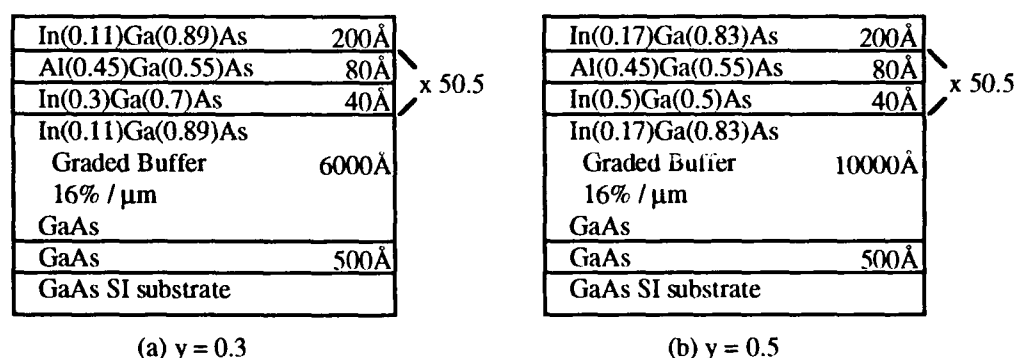 In(0.11)Ga(0.89)As 200Å
Al(0.45)Ga(0.55)As 80Å
In(0.3)Ga(0.7)As 40Å
x 50.5
In(0.11)Ga(0.89)As
Graded Buffer 6000Å
16% / µm
GaAs
GaAs 500Å
GaAs SI substrate
(a) y = 0.3
In(0.17)Ga(0.83)As 200Å
Al(0.45)Ga(0.55)As 80Å
In(0.5)Ga(0.5)As 40Å
x 50.5
In(0.17)Ga(0.83)As
Graded Buffer 10000Å
16% / µm
GaAs
GaAs 500Å
GaAs SI substrate
(b) y = 0.5